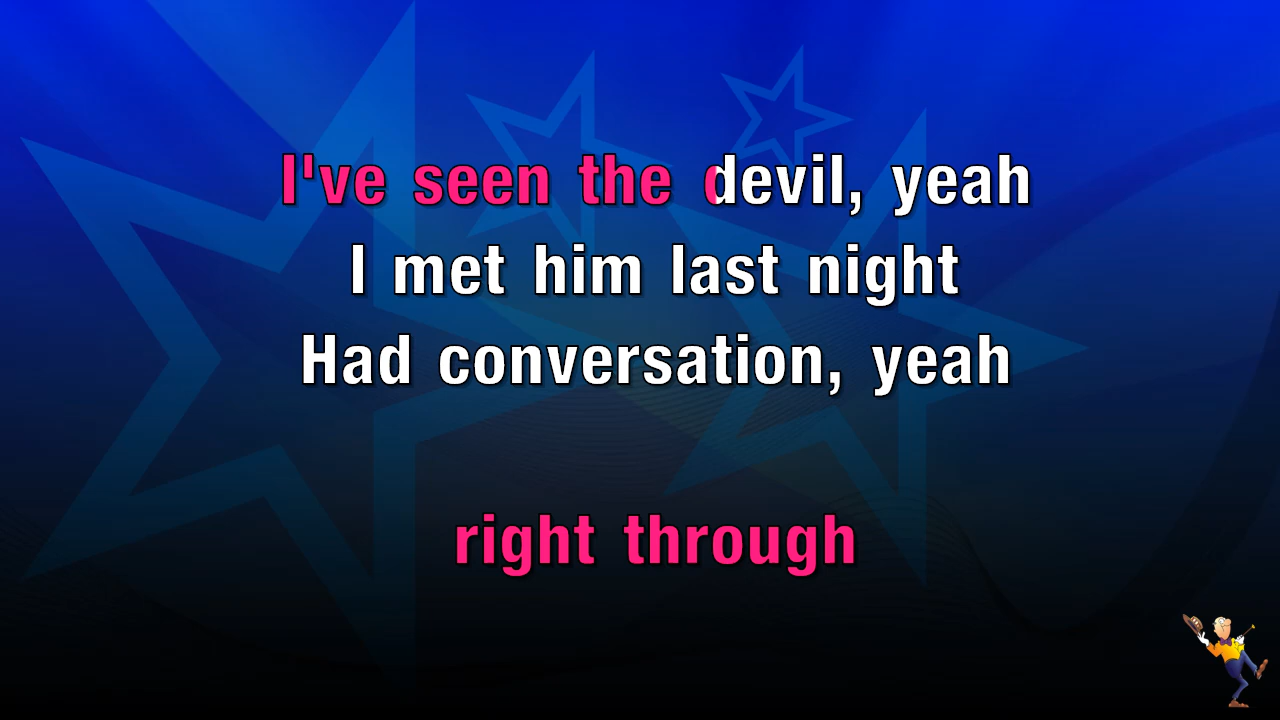 I've seen the devil, yeah
I met him last night
Had conversation, yeah
right through